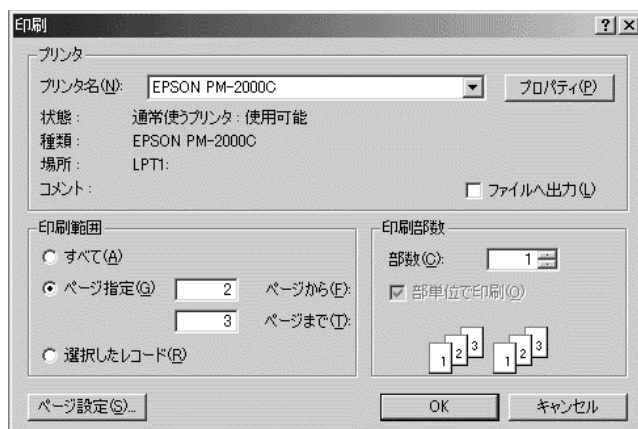 印刷
プリンタ
プリンタ名(N): EPSON PM-2000C プロパティ(P)
状態 : 通常使うプリンタ : 使用可能
種類 : EPSON PM-2000C
場所 : LPT1:
コメント : ファイルへ出力(L)
印刷範囲
すべて(A)
ページ指定(G) 2 ページから(F):
3 ページまで(T):
選択したレコード(R)
印刷部数
部数(C): 1
部単位で印刷(O)
1 2 3 1 2 3
ページ設定(S)... OK キャンセル